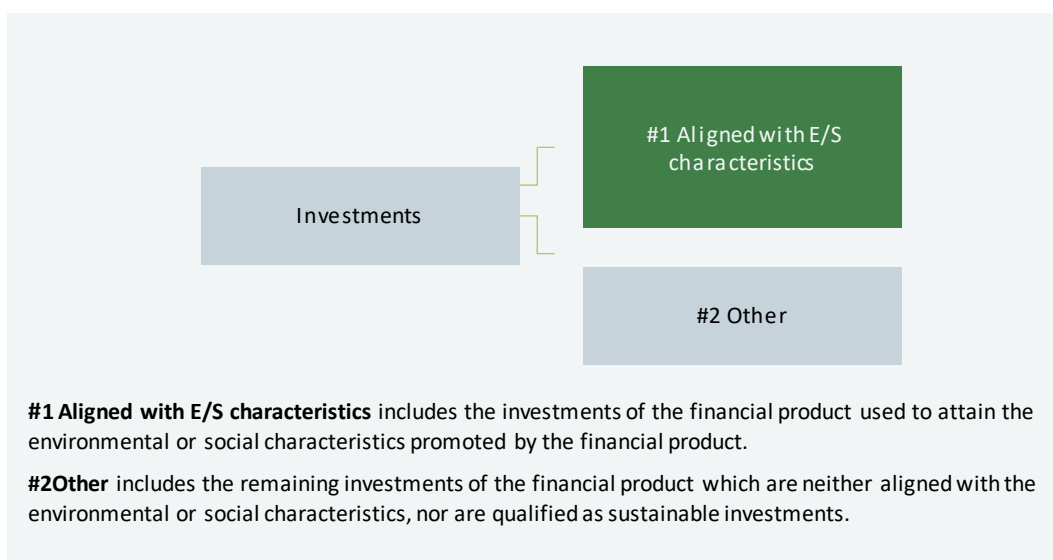 #1 Aligned with E/S
characteristics
Investments
#2 Other
#1 Aligned with E/S characteristics includes the investments of the financial product used to attain the
environmental or social characteristics promoted by the financial product.
#2Other includes the remaining investments of the financial product which are neither aligned with the
environmental or social characteristics, nor are qualified as sustainable investments.